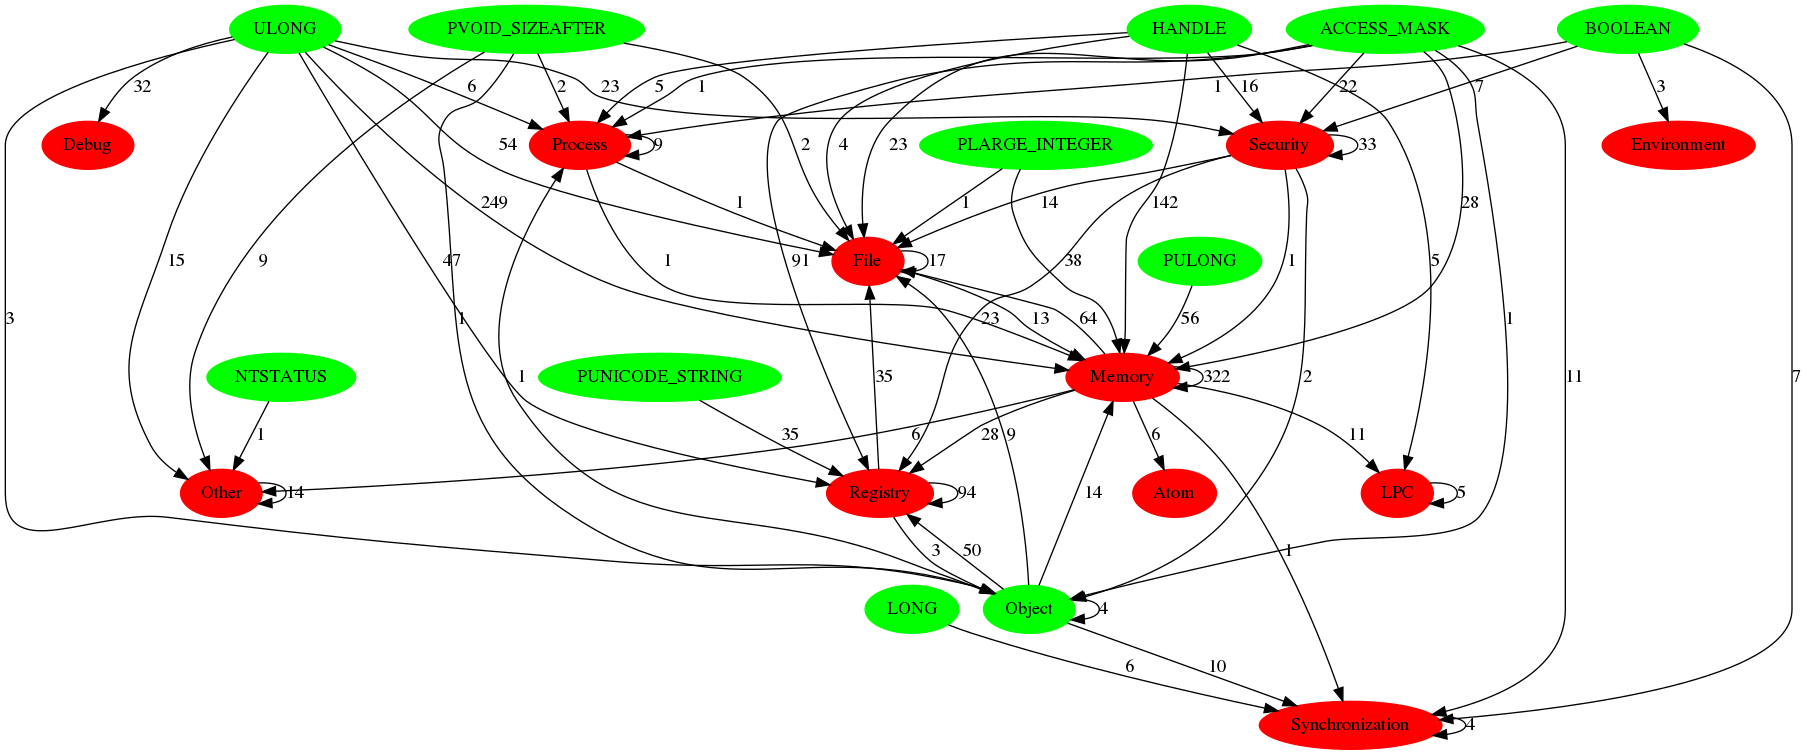 ULONG PVOID_SIZEAFTER HANDLE ACCESS_MASK BOOLEAN
32 6 23 2 2 5 1 1 16 22 7 3
Debug Process 9 54 2 4 23 PLARGE_INTEGER Security 33 Environment
249 1 1 14 142 28
15 9 47 1 91 File 17 38 PULONG 1 5
3 1 23 13 64 56 1
NTSTATUS 1 PUNICODE_STRING 35 Memory 322 2 11 7
1 35 6 28 9 6 11
Other 14 Registry 94 14 Atom LPC 5
3 50 1
LONG Object 4
6 10
Synchronization 4